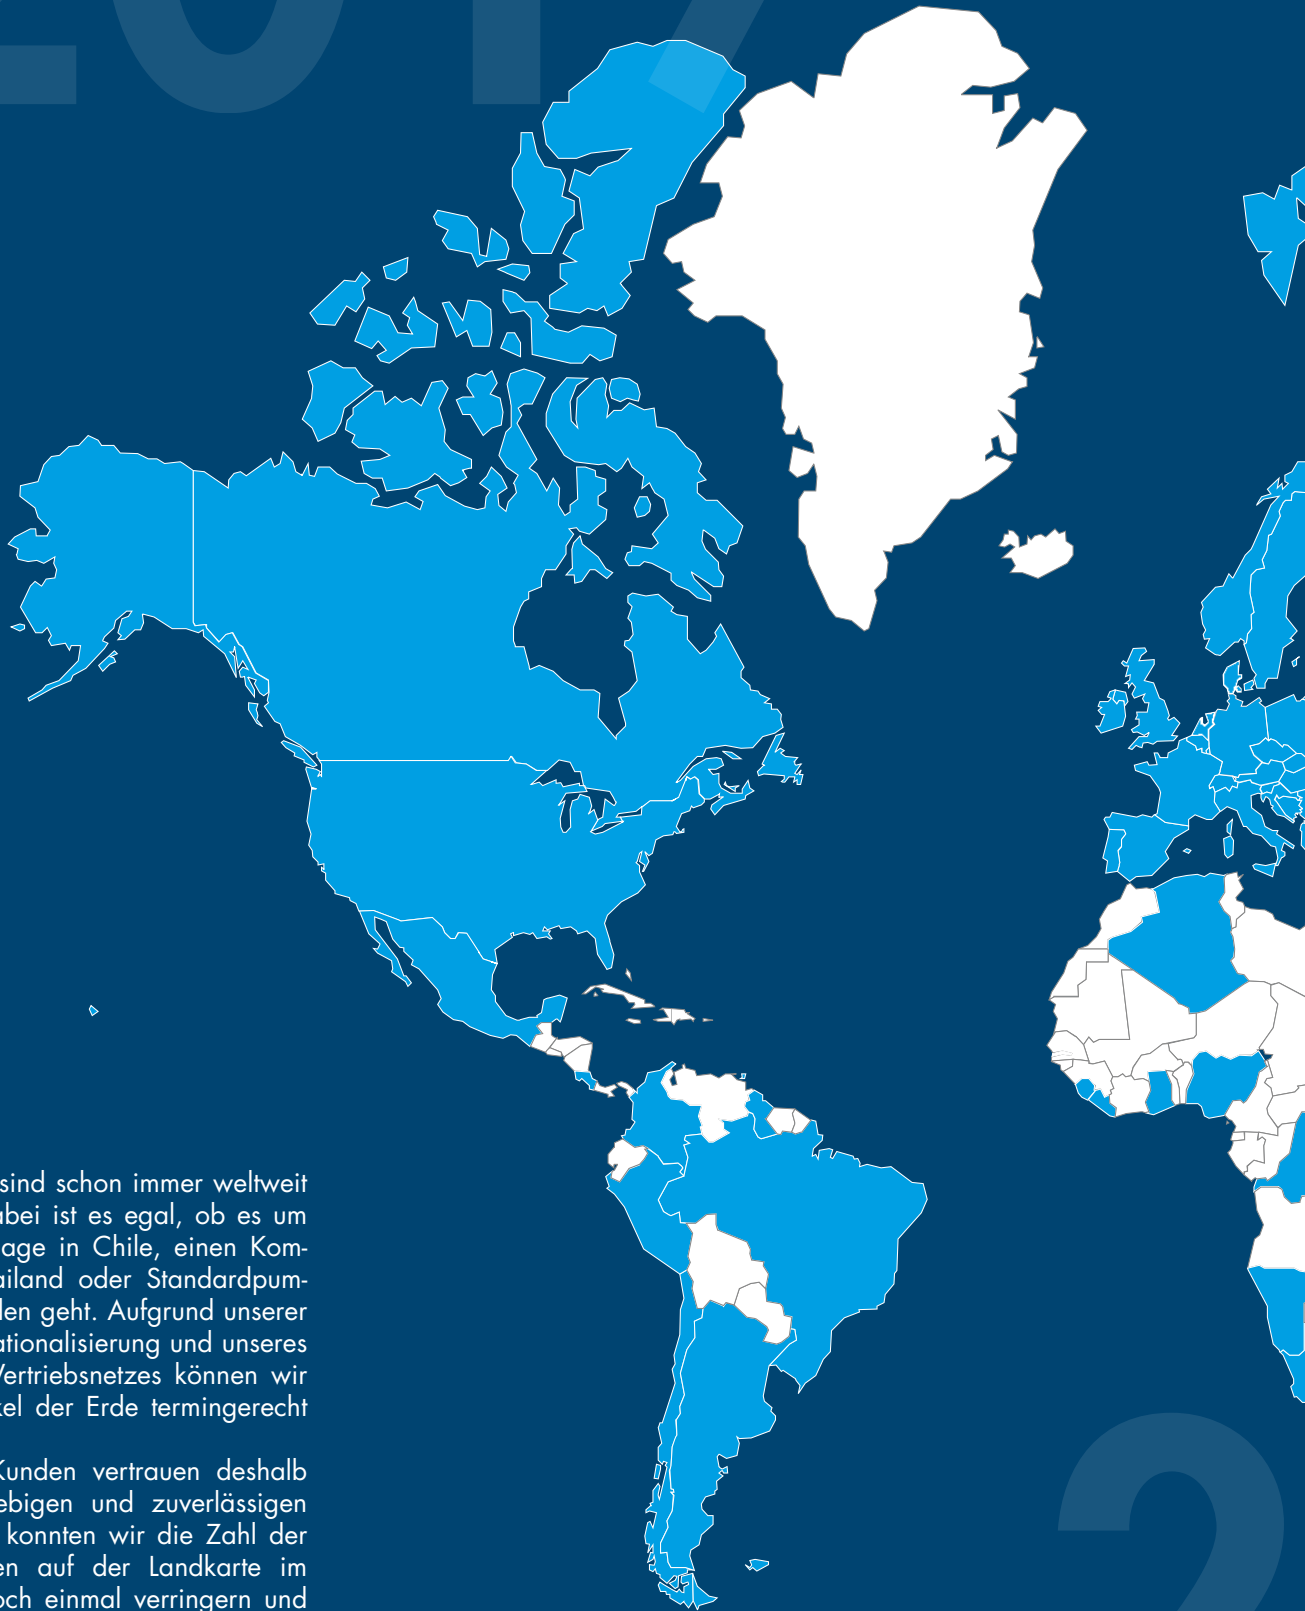 2017
sind schon immer weltweit
abei ist es egal, ob es um
age in Chile, einen Kom-
ailand oder Standardpum-
den geht. Aufgrund unserer
ationalisierung und unseres
Vertriebsnetzes können wir
kel der Erde termingerecht
Kunden vertrauen deshalb
ebigen und zuverlässigen
konnten wir die Zahl der
en auf der Landkarte im
och einmal verringern und
2